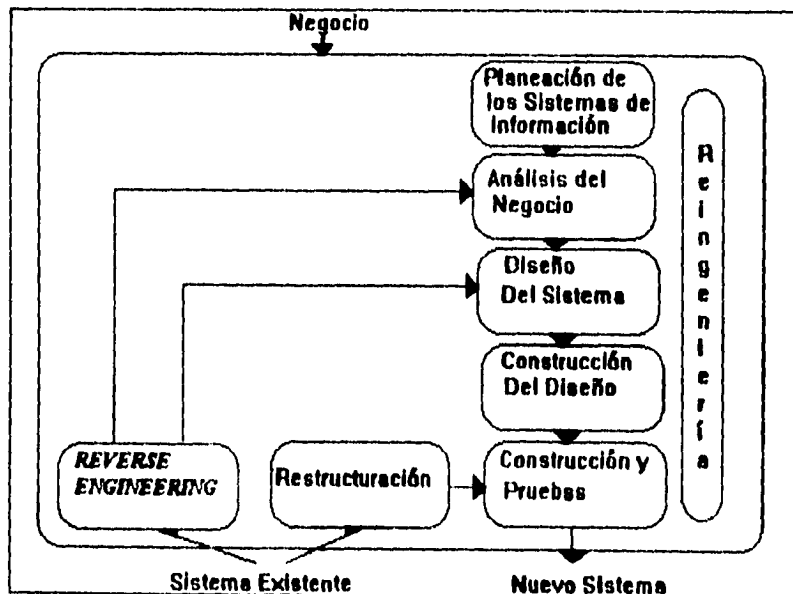 Negocio
Planeación de
los Sistemas de
Información
Análisis del
Negocio
Diseño
Del Sistema
Construcción
Del Diseño
REVERSE
ENGINEERING
Restructuración
Construcción y
Pruebas
Reingeniería
Sistema Existente
Nuevo Sistema